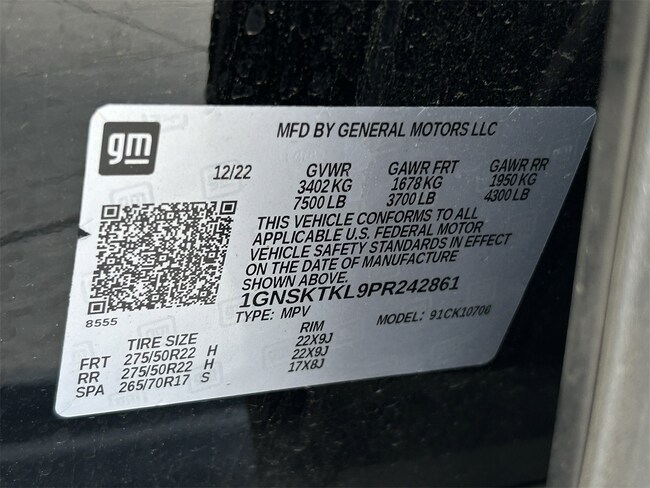 gm
MFD BY GENERAL MOTORS LLC
12/22 GVWR GAWR FRT GAWR RR
3402 KG 1678 KG 1950 KG
7500 LB 3700 LB 4300 LB
THIS VEHICLE CONFORMS TO ALL
APPLICABLE U.S. FEDERAL MOTOR
VEHICLE SAFETY STANDARDS IN EFFECT
ON THE DATE OF MANUFACTURE
SHOWN ABOVE.
1GNSKTKL9PR242861
8555
TYPE: MPV MODEL: 91CK10706
TIRE SIZE RIM
FRT 275/50R22 H 22X9J
RR 275/50R22 H 22X9J
SPA 265/70R17 S 17X8J